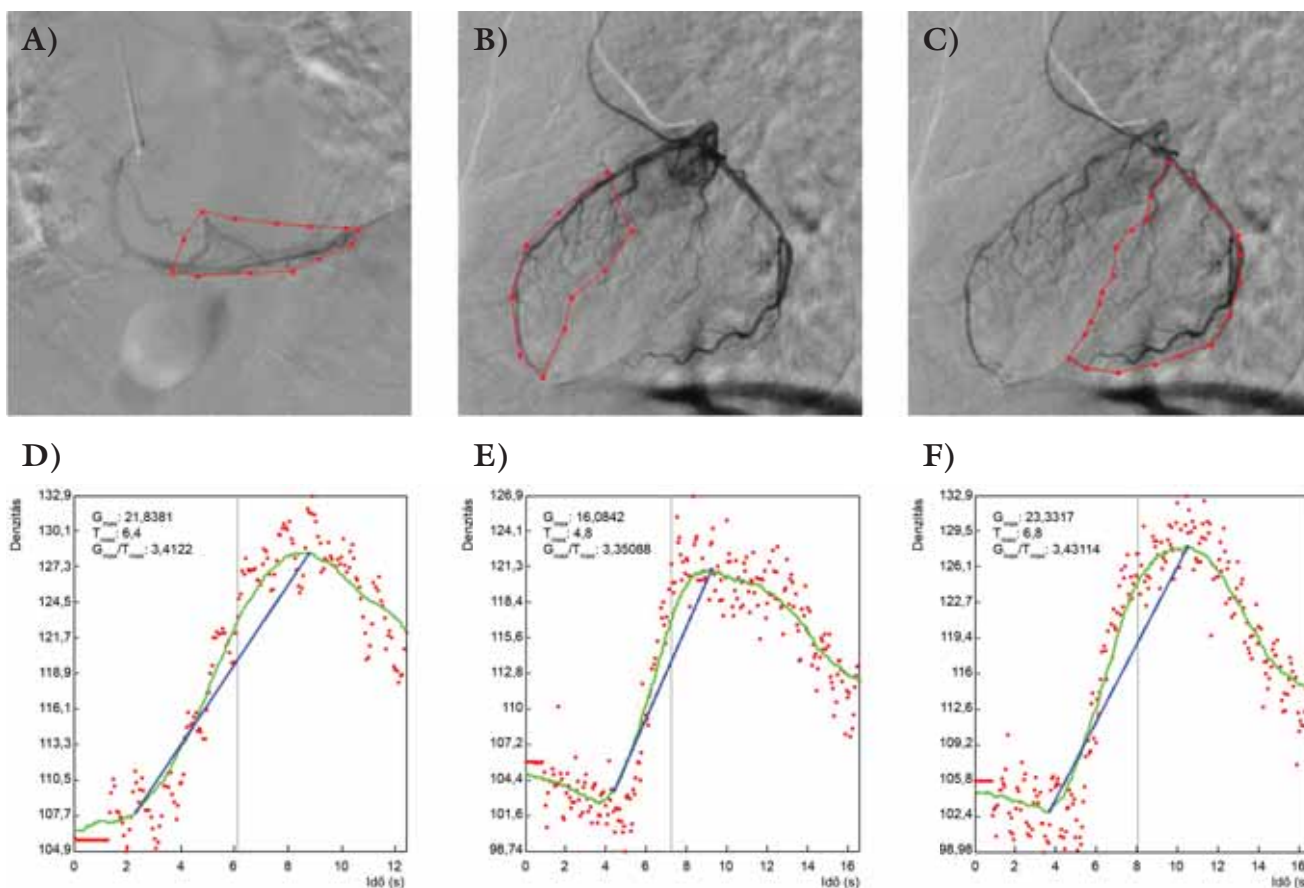 A)
B)
C)
D)
E)
F)
Denzitás
132,9
130,1
127,3
124,5
121,7
118,9
116,1
113,3
110,5
107,7
104,9
Gmax: 21,8381
Tmax: 6,4
Gmax/Tmax: 3,4122
0 2 4 6 8 10 12
Idő (s)
Denzitás
126,9
124,1
121,3
118,4
115,6
112,8
110
107,2
104,4
101,6
98,74
Gmax: 16,0842
Tmax: 4,8
Gmax/Tmax: 3,35088
0 2 4 6 8 10 12 14 16
Idő (s)
Denzitás
132,9
129,5
126,1
122,7
119,4
116
112,6
109,2
105,8
102,4
98,98
Gmax: 23,3317
Tmax: 6,8
Gmax/Tmax: 3,43114
0 2 4 6 8 10 12 14 16
Idő (s)